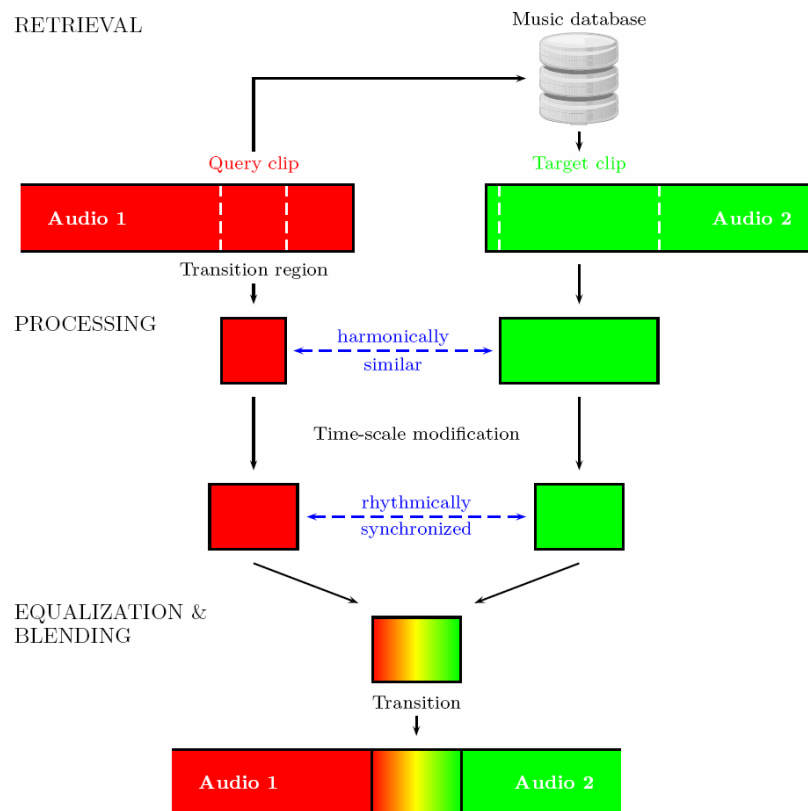 RETRIEVAL
Music database
Query clip
Target clip
Audio 1
Audio 2
Transition region
PROCESSING
harmonically
similar
Time-scale modification
rhythmically
synchronized
EQUALIZATION &
BLENDING
Transition
Audio 1
Audio 2